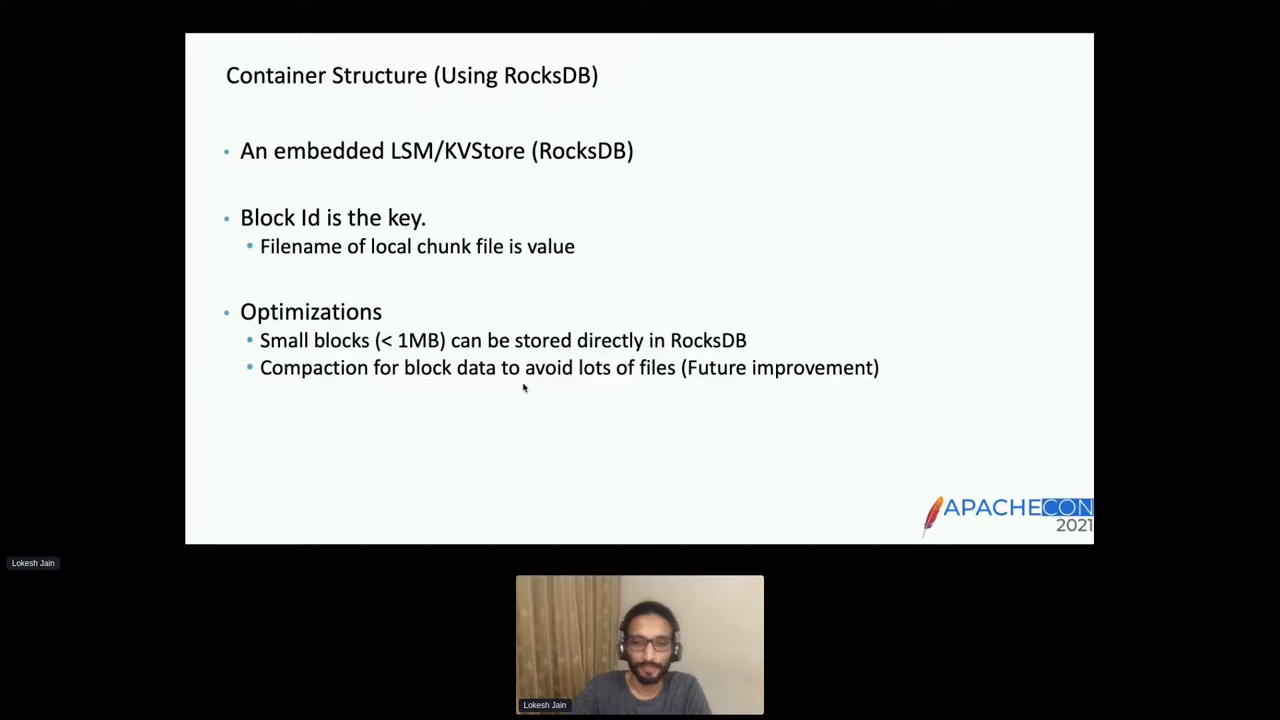 Container Structure (Using RocksDB)
• An embedded LSM/KVStore (RocksDB)
• Block Id is the key.
• Filename of local chunk file is value
• Optimizations
• Small blocks (< 1MB) can be stored directly in RocksDB
• Compaction for block data to avoid lots of files (Future improvement)
APACHECON
2021
Lokesh Jain
Lokesh Jain